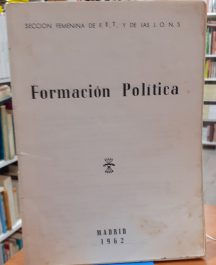 SECCION FEMENINA DE F.E.T. Y DE LAS J.O.N.S
Formación Política
MADRID
1962